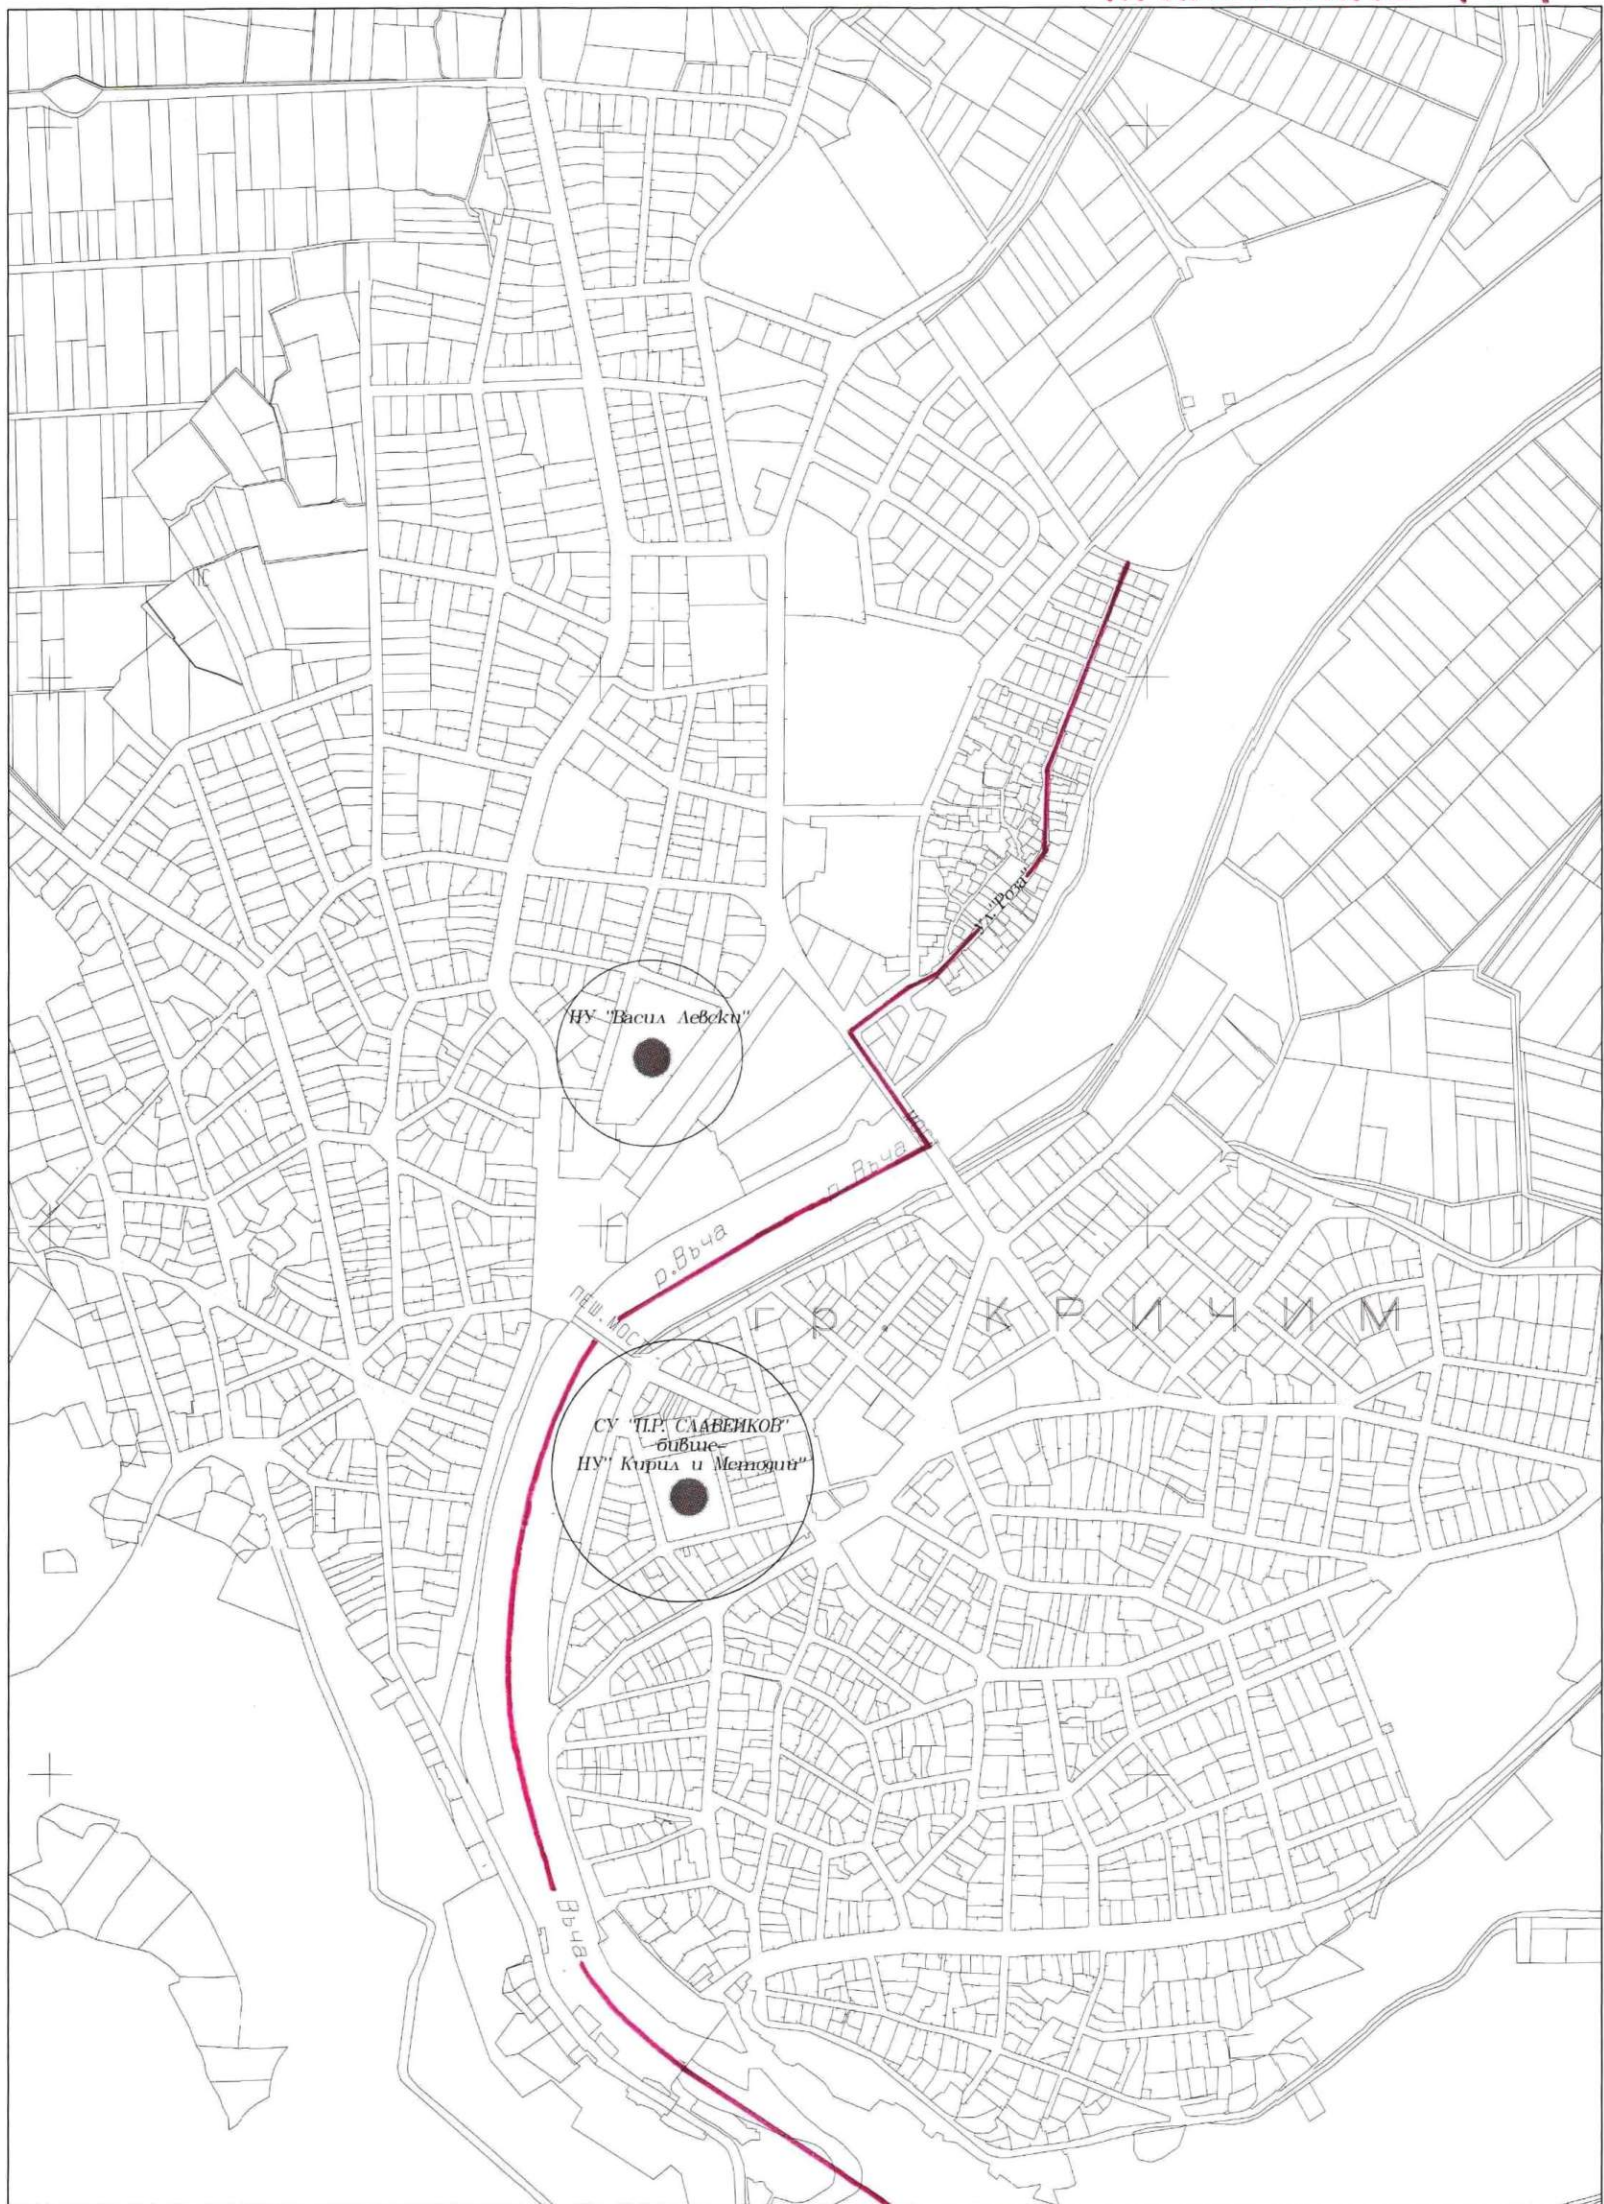 ул."Роза"
НУ "Васил Левски"
р. Въча
р.Въча
пеш. мост
гр. КРИЧИМ
СУ "П.Р. СЛАВЕЙКОВ"
бивше-
НУ" Кирил и Методий"
Въча